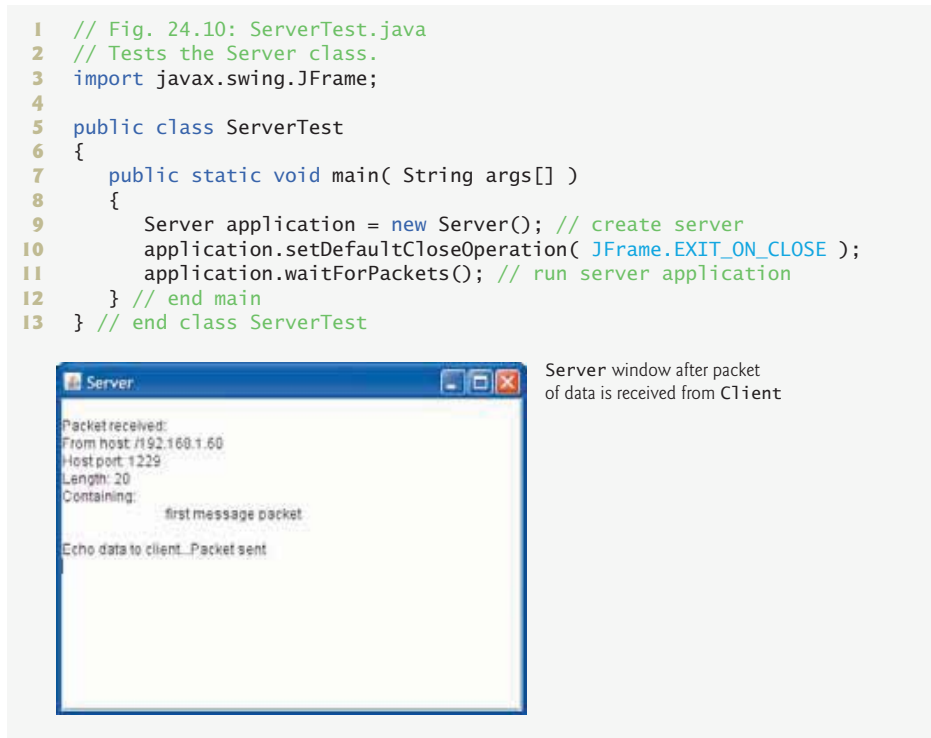 1 // Fig. 24.10: ServerTest.java
2 // Tests the Server class.
3 import javax.swing.JFrame;
4
5 public class ServerTest
6 {
7 public static void main( String args[] )
8 {
9 Server application = new Server(); // create server
10 application.setDefaultCloseOperation( JFrame.EXIT_ON_CLOSE );
11 application.waitForPackets(); // run server application
12 } // end main
13 } // end class ServerTest
Server
Server window after packet
of data is received from Client
Packet received:
From host: /192.168.1.60
Host port: 1229
Length: 20
Containing:
first message packet
Echo data to client...Packet sent